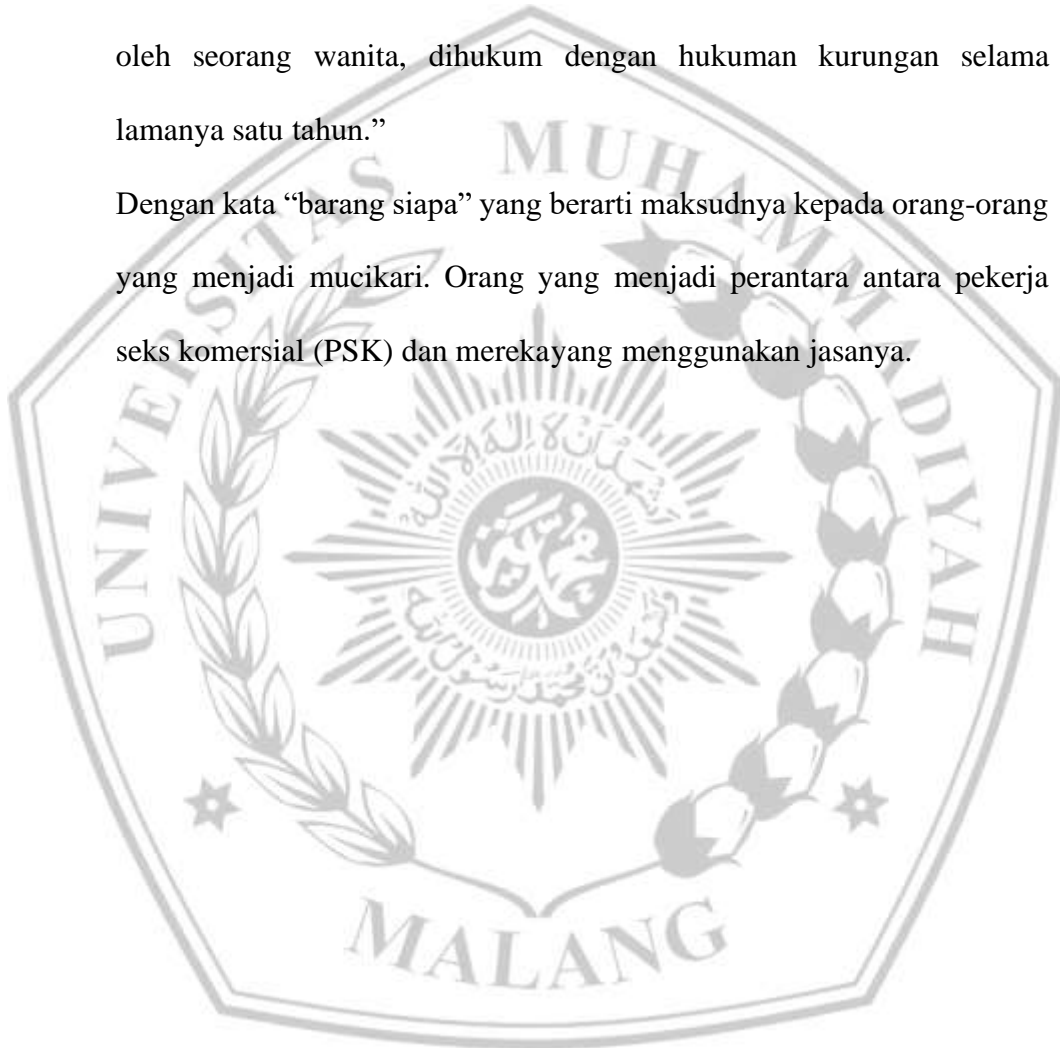 oleh seorang wanita, dihukum dengan hukuman kurungan selama
lamanya satu tahun.”
Dengan kata “barang siapa” yang berarti maksudnya kepada orang-orang
yang menjadi mucikari. Orang yang menjadi perantara antara pekerja
seks komersial (PSK) dan merekayang menggunakan jasanya.
UNIVERSITAS MUHAMMADIYAH
MALANG